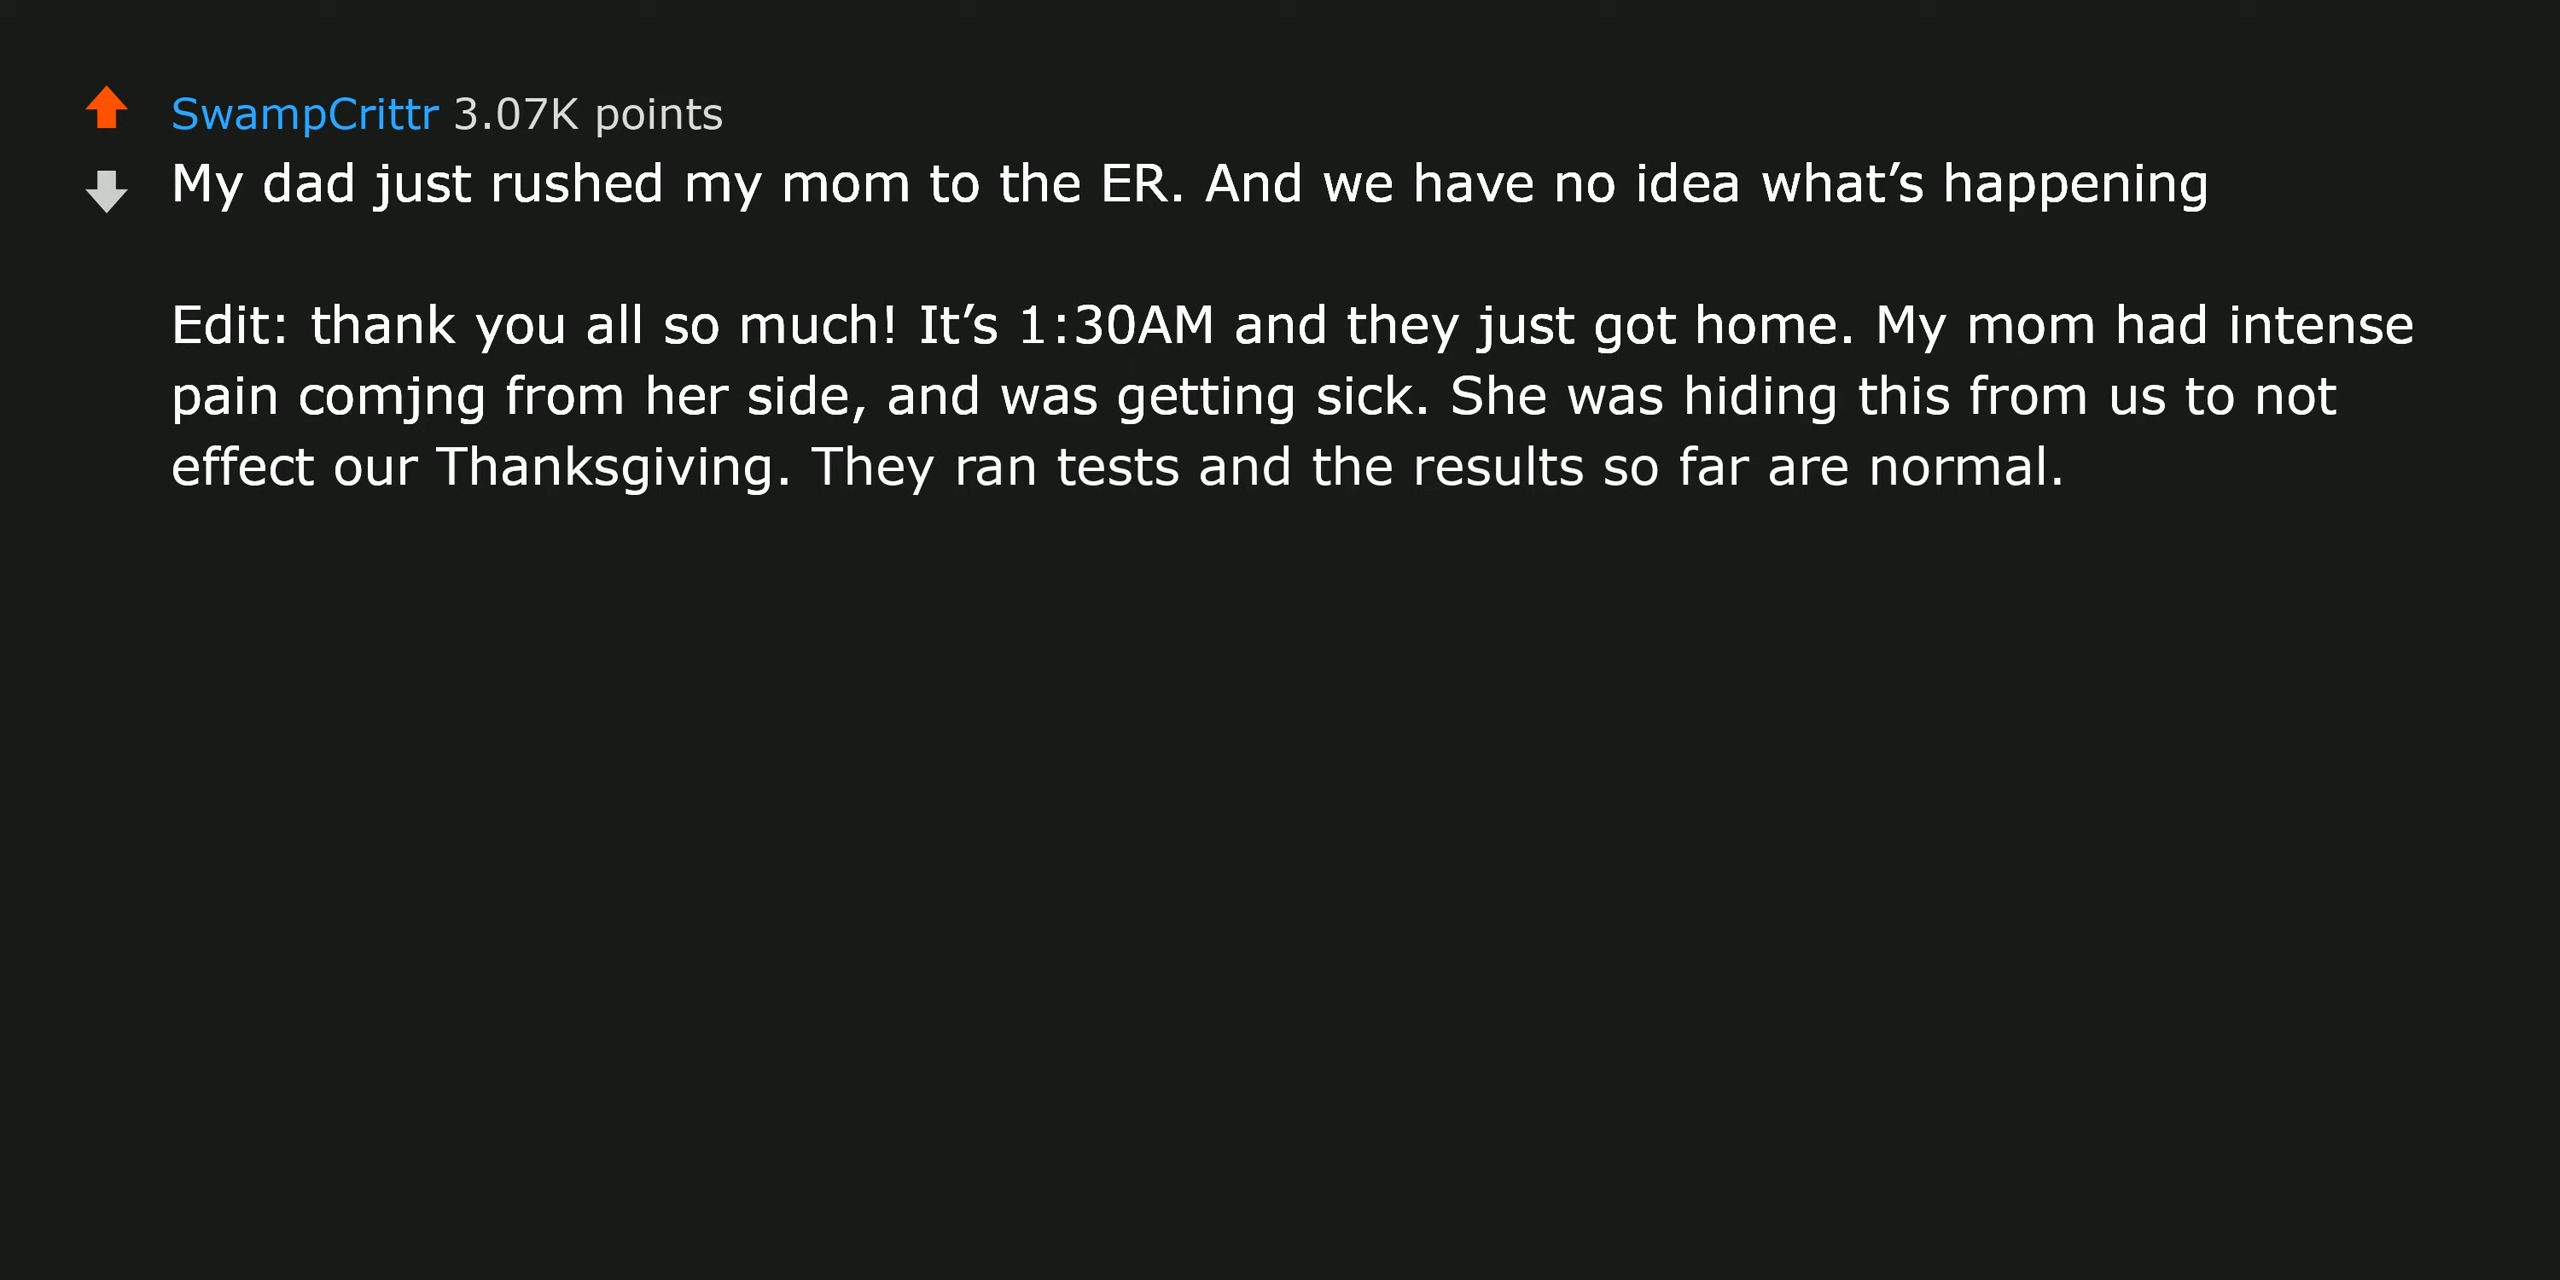 SwampCrittr 3.07K points
My dad just rushed my mom to the ER. And we have no idea what’s happening
Edit: thank you all so much! It’s 1:30AM and they just got home. My mom had intense
pain comjng from her side, and was getting sick. She was hiding this from us to not
effect our Thanksgiving. They ran tests and the results so far are normal.